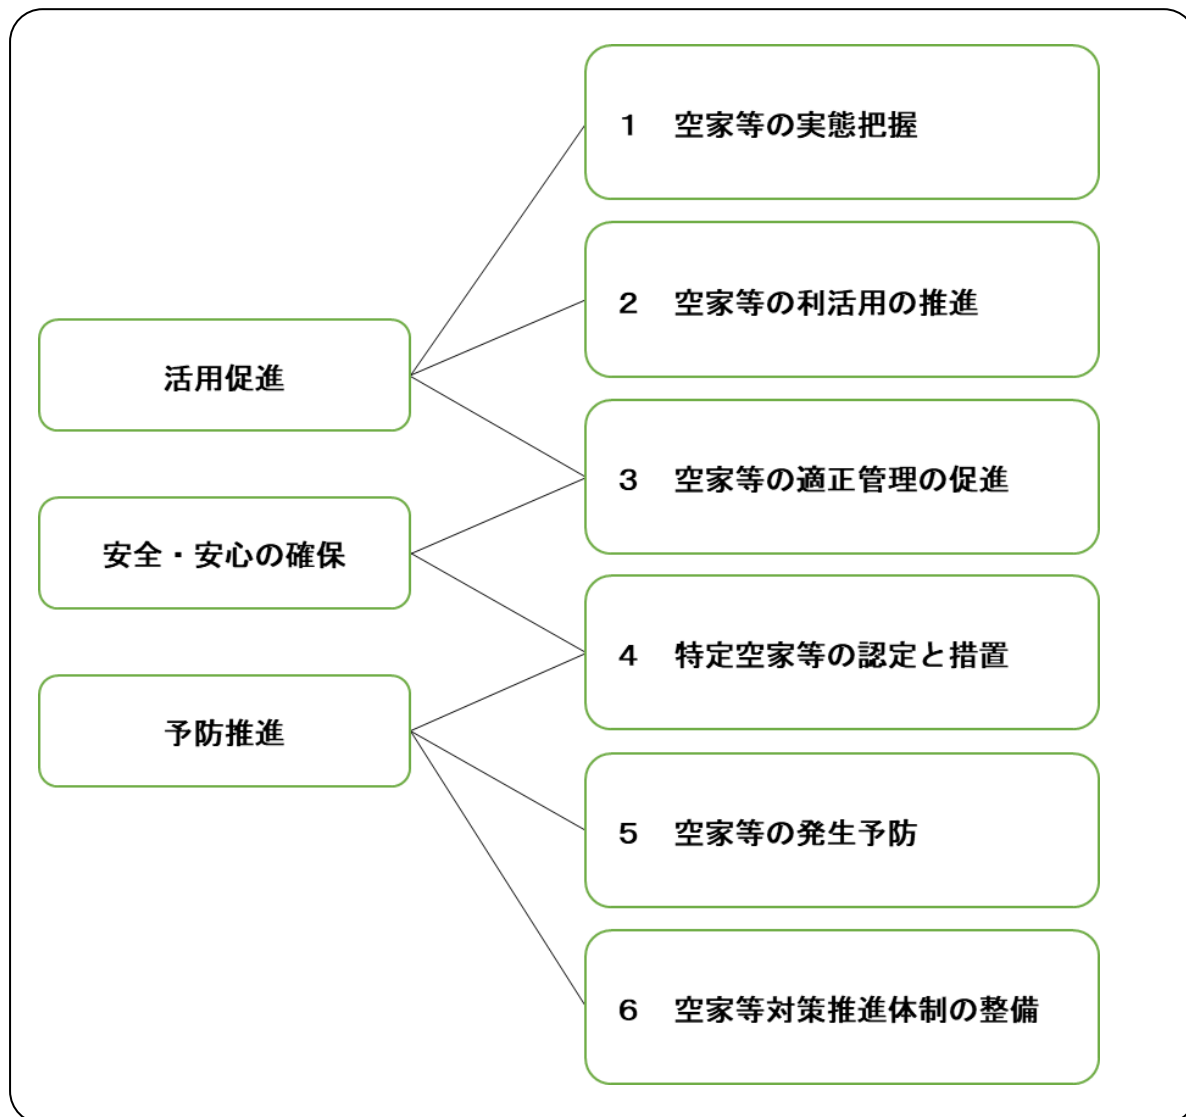 活用促進
安全・安心の確保
予防推進
1 空家等の実態把握
2 空家等の利活用の推進
3 空家等の適正管理の促進
4 特定空家等の認定と措置
5 空家等の発生予防
6 空家等対策推進体制の整備